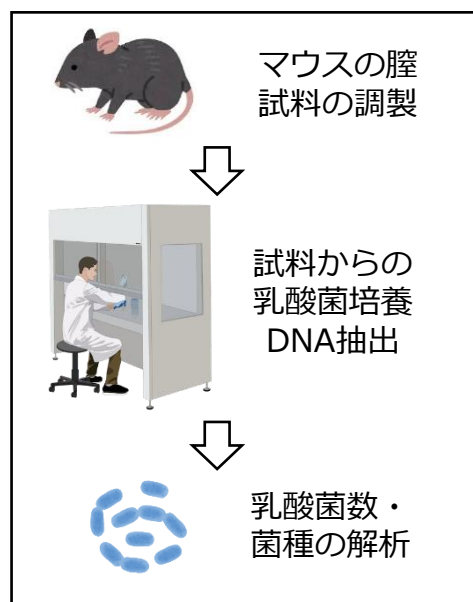 マウスの膣
試料の調製
試料からの
乳酸菌培養
DNA抽出
乳酸菌数・
菌種の解析